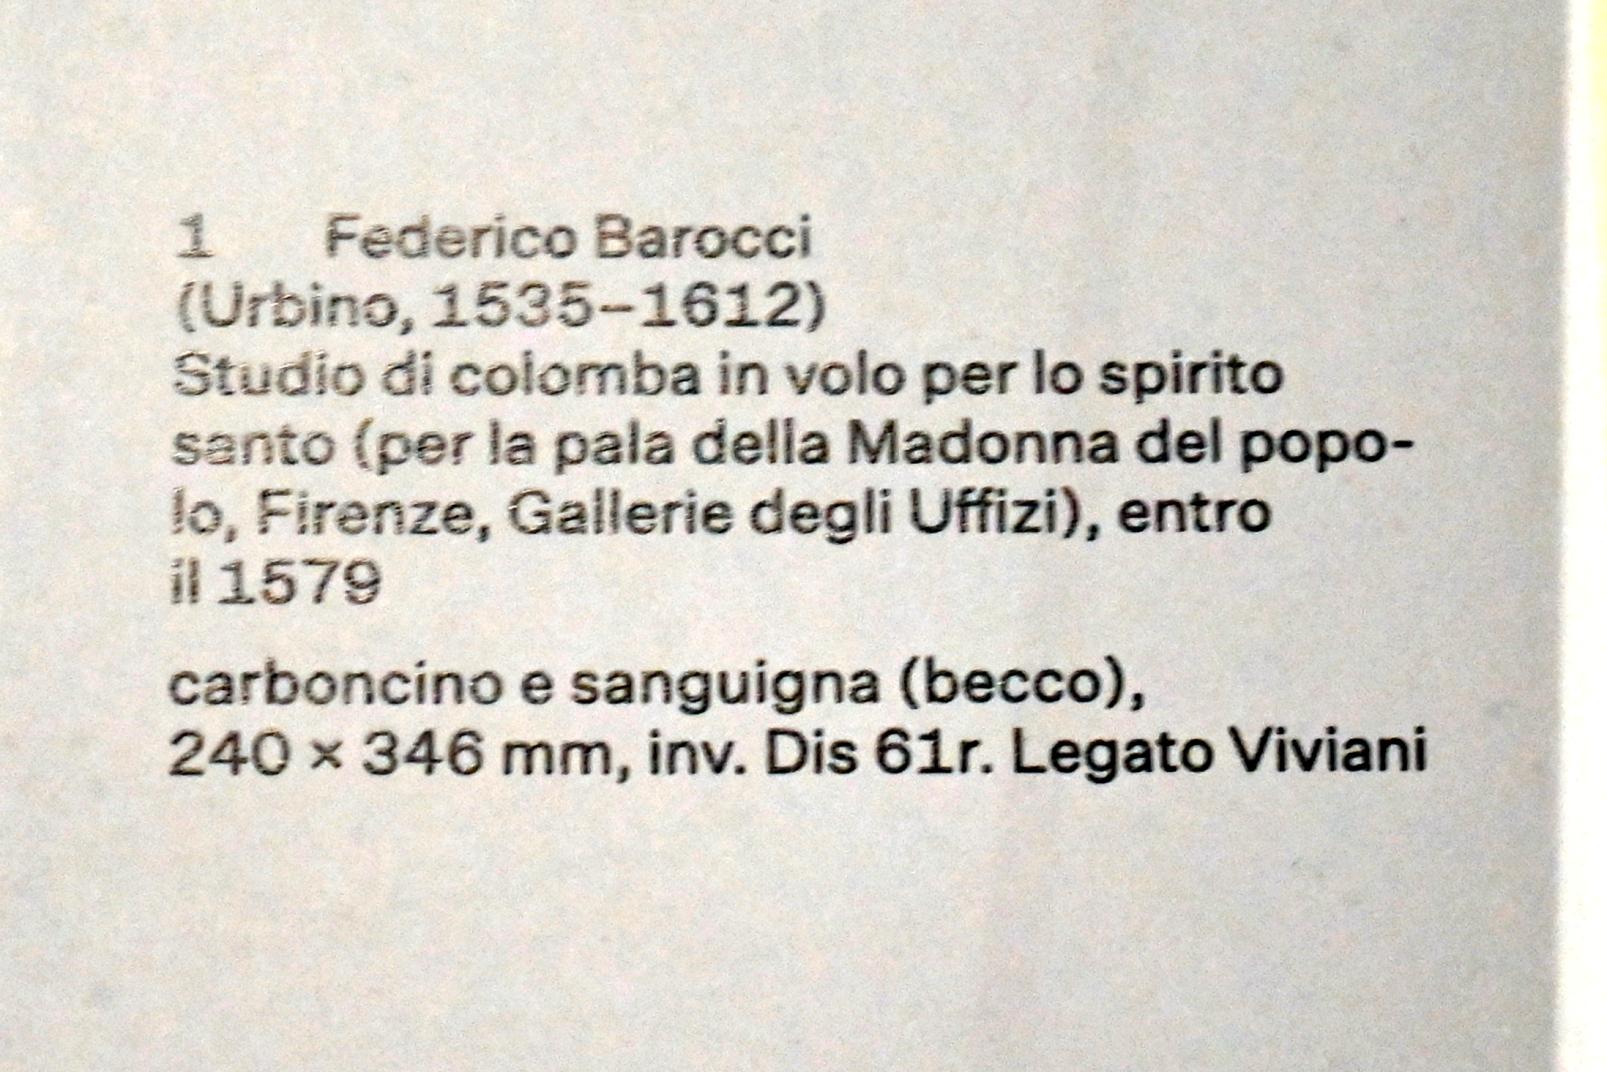 1 Federico Barocci
(Urbino, 1535–1612)
Studio di colomba in volo per lo spirito
santo (per la pala della Madonna del popo-
lo, Firenze, Gallerie degli Uffizi), entro
il 1579
carboncino e sanguigna (becco),
240 × 346 mm, inv. Dis 61r. Legato Viviani